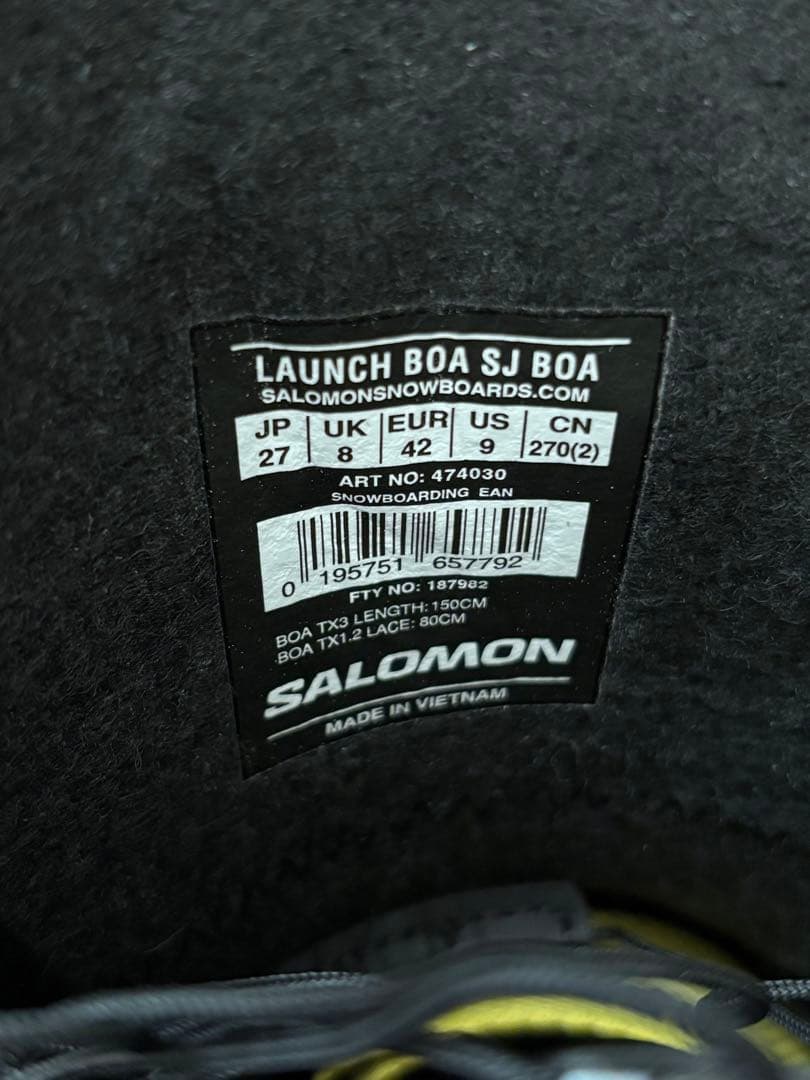 LAUNCH BOA SJ BOA
SALOMONSNOWBOARDS.COM
JP UK EUR US CN
27 8 42 9 270(2)
ART NO: 474030
SNOWBOARDING EAN
0 195751 657792
FTY NO: 187982
BOA TX3 LENGTH: 150CM
BOA TX1.2 LACE: 80CM
SALOMON
MADE IN VIETNAM